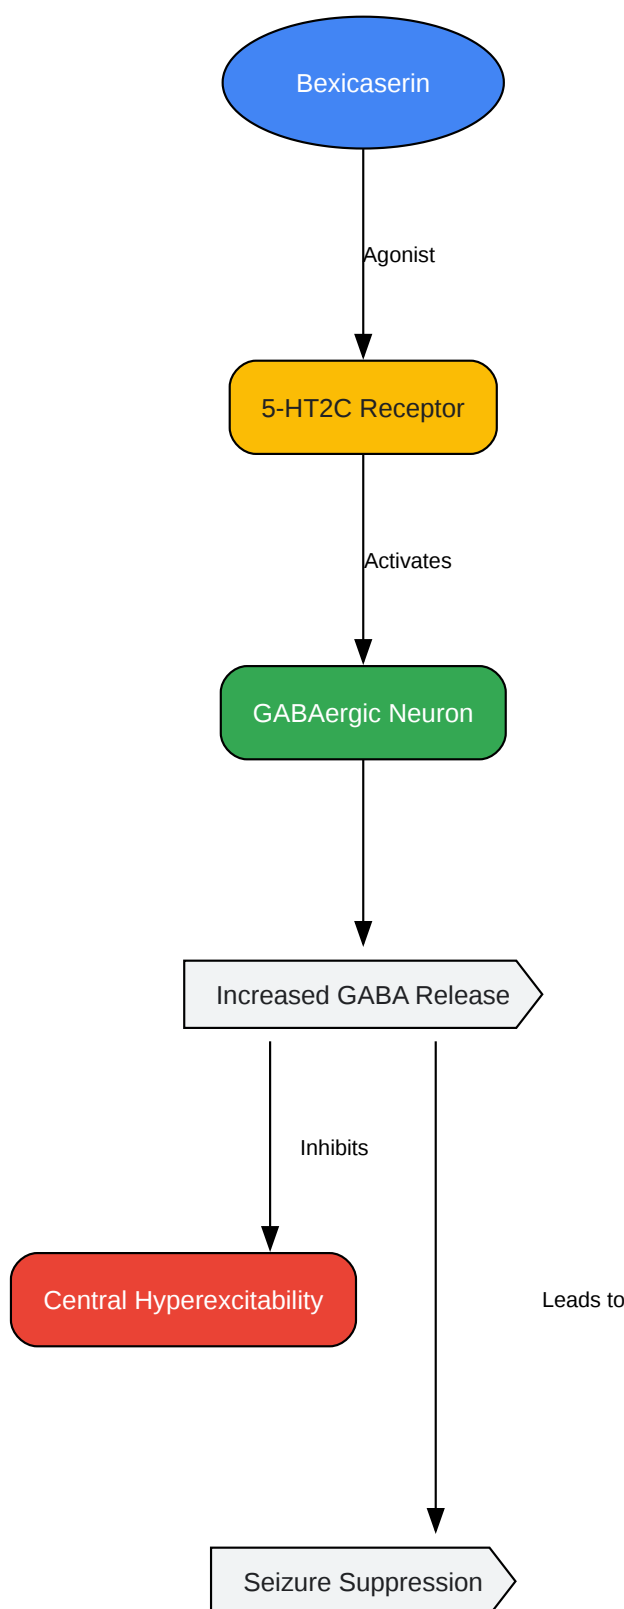 Bexicaserin
Agonist
5-HT2C Receptor
Activates
GABAergic Neuron
Increased GABA Release
Inhibits
Central Hyperexcitability
Leads to
Seizure Suppression